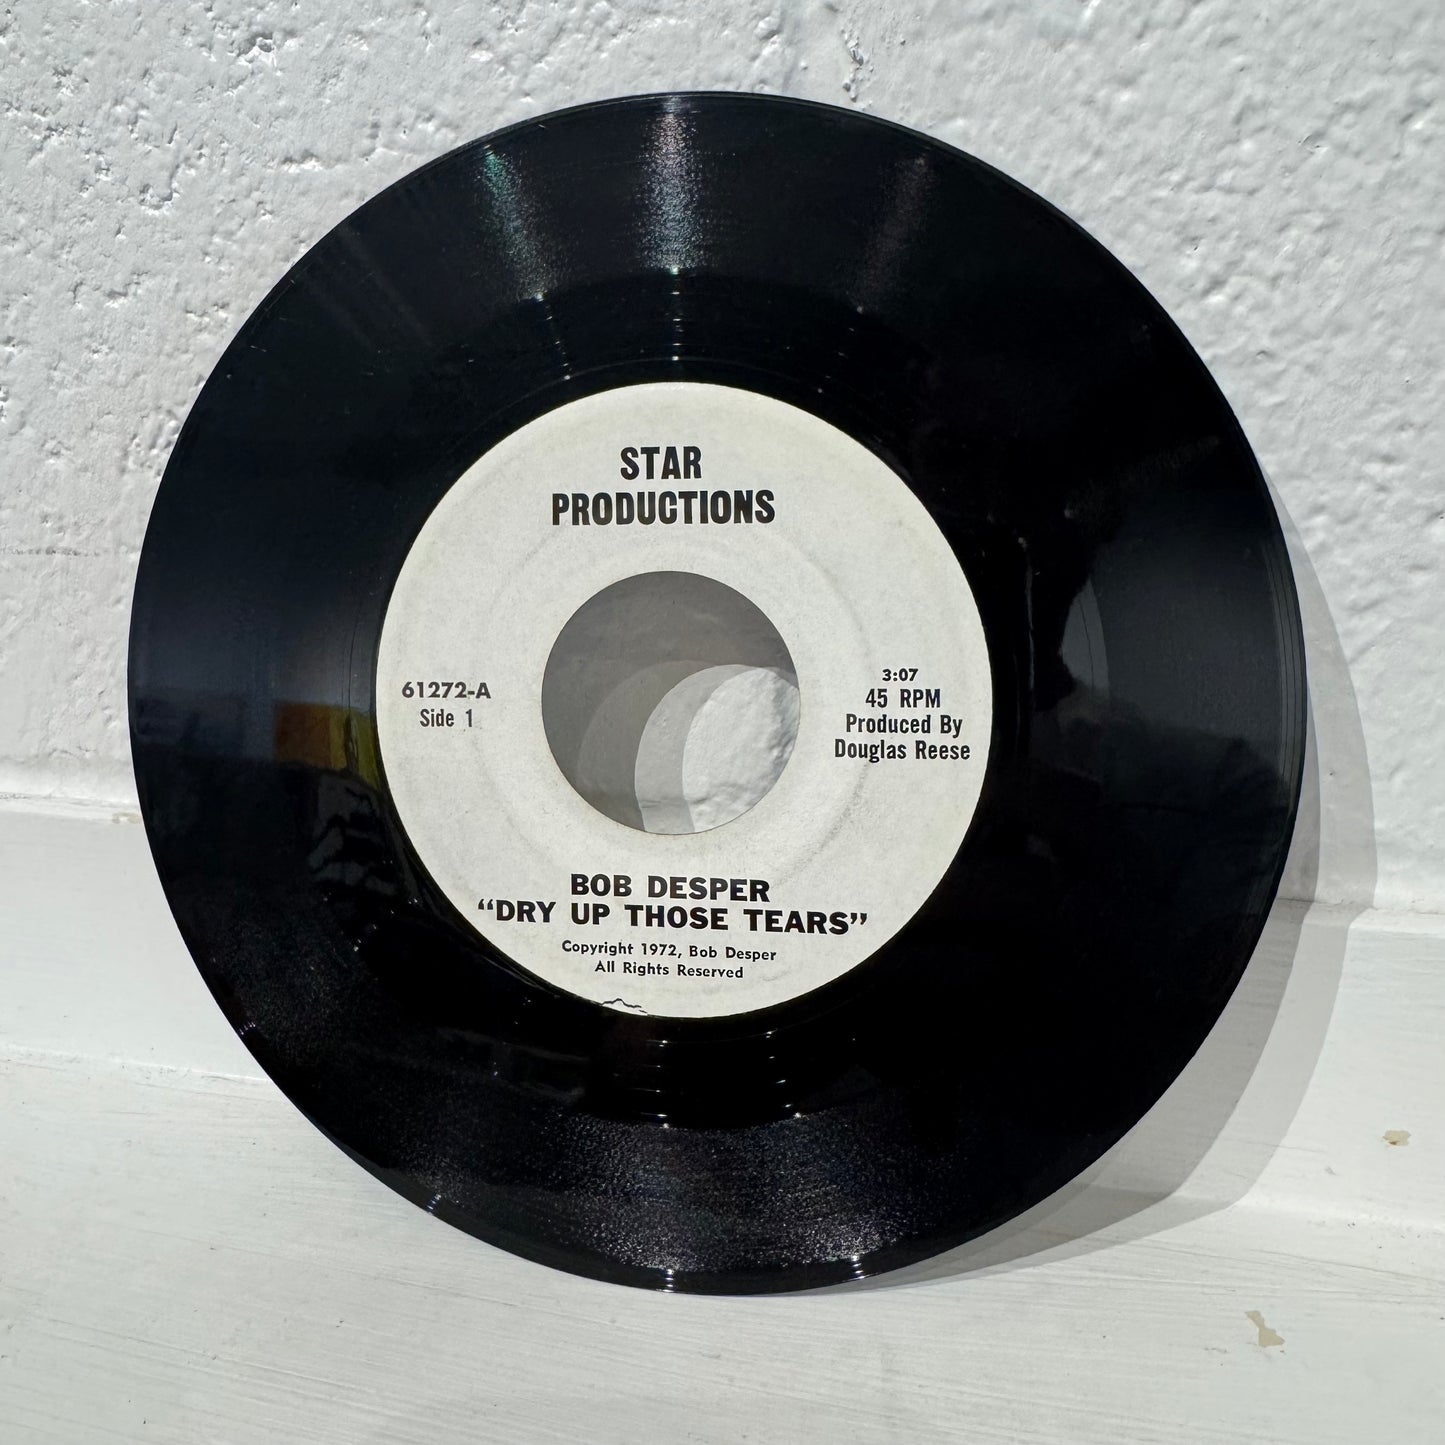 STAR
PRODUCTIONS
61272-A
Side 1
3:07
45 RPM
Produced By
Douglas Reese
BOB DESPER
“DRY UP THOSE TEARS”
Copyright 1972, Bob Desper
All Rights Reserved